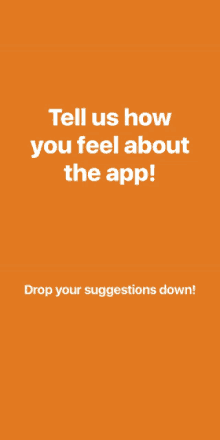 Tell us how
you feel about
the app!
Drop your suggestions down!